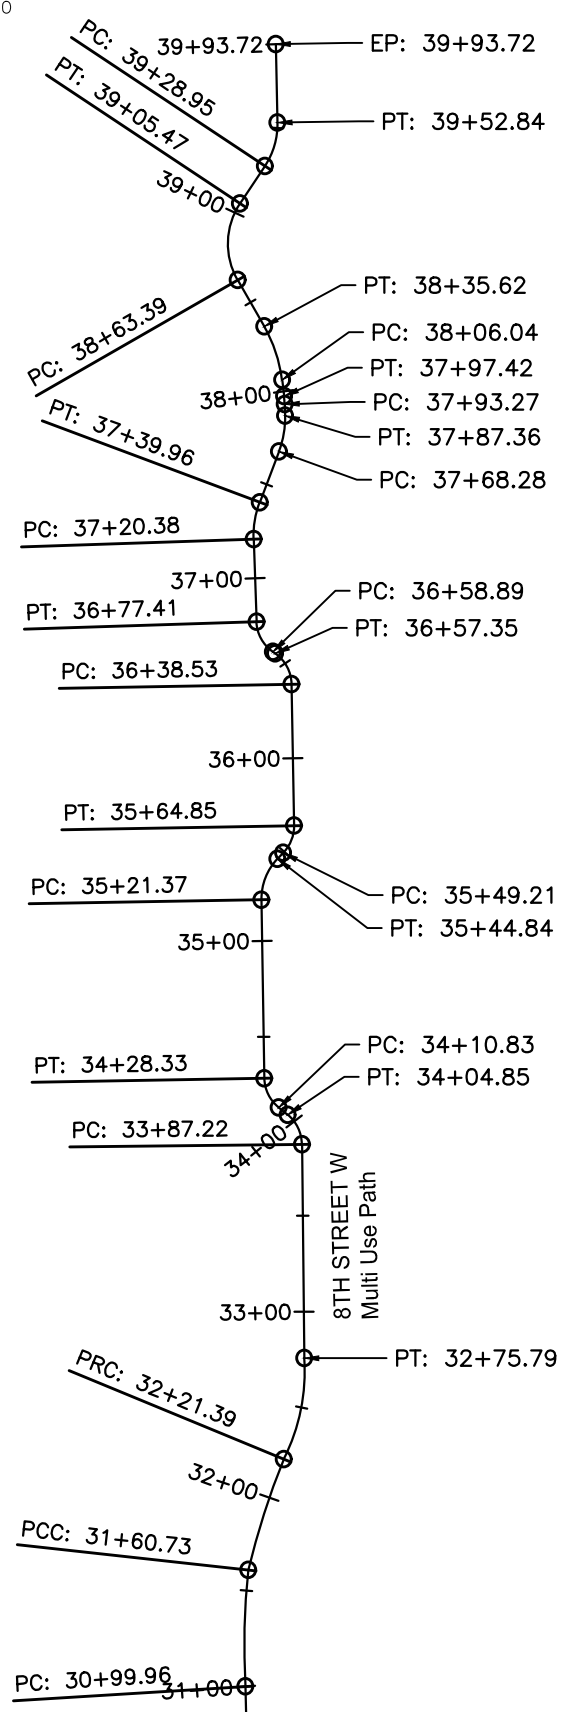 0
PC: 39+28.95
39+93.72
EP: 39+93.72
PT: 39+05.47
PT: 39+52.84
39+00
PT: 38+35.62
PC: 38+63.39
PC: 38+06.04
PT: 37+97.42
38+00
PC: 37+93.27
PT: 37+39.96
PT: 37+87.36
PC: 37+68.28
PC: 37+20.38
37+00
PC: 36+58.89
PT: 36+77.41
PT: 36+57.35
PC: 36+38.53
36+00
PT: 35+64.85
PC: 35+21.37
PC: 35+49.21
PT: 35+44.84
35+00
PC: 34+10.83
PT: 34+28.33
PT: 34+04.85
PC: 33+87.22
34+00
8TH STREET W
Multi Use Path
33+00
PT: 32+75.79
PRC: 32+21.39
32+00
PCC: 31+60.73
PC: 30+99.96
31+00